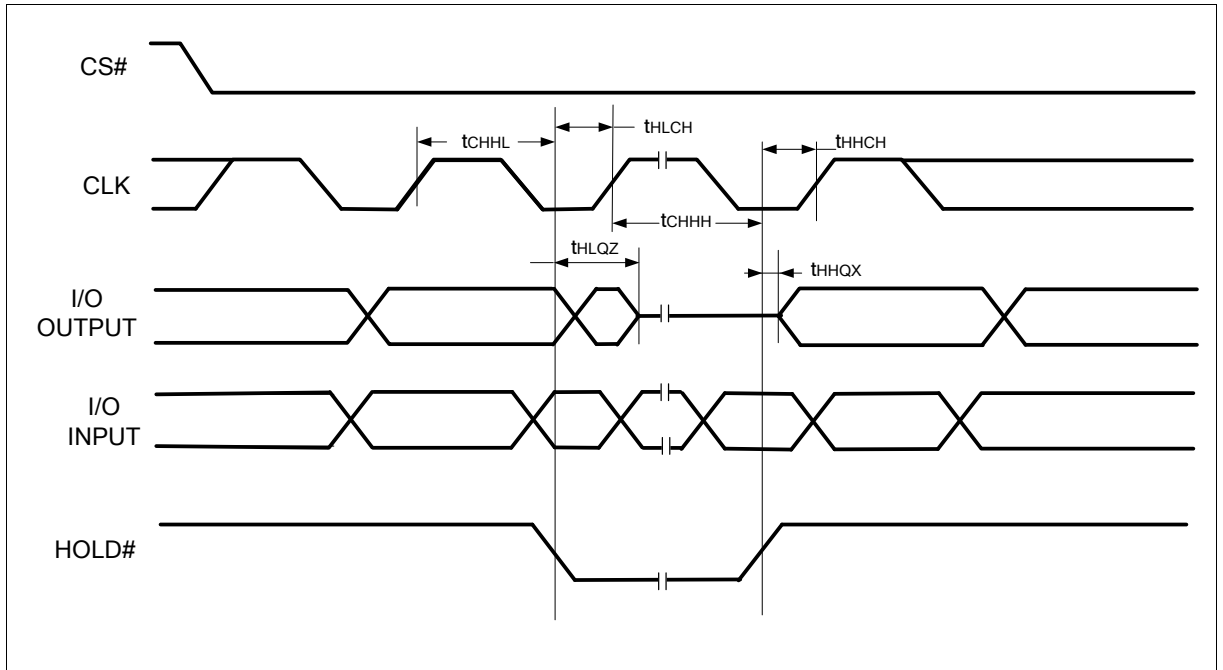 CS#
tCHHL
tHLCH
tHHCH
CLK
tCHHH
tHLQZ
tHHQX
I/O
OUTPUT
I/O
INPUT
HOLD#